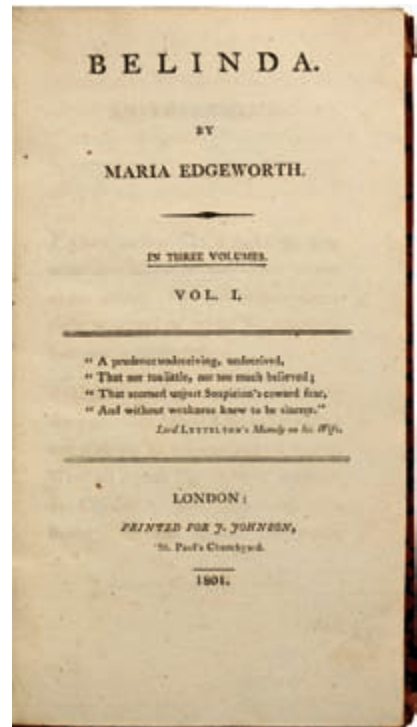 BELINDA.
BY
MARIA EDGEWORTH.
IN THREE VOLUMES.
VOL. I.
“ A prudence undeceiving, undeceived,
“ That nor too little, nor too much believed;
“ That scorned unjust Suspicion's coward fear,
“ And without weakness knew to be sincere.”
Lord LYTTELTON's Monody on his Wife.
LONDON:
PRINTED FOR J. JOHNSON,
St. Paul's Churchyard.
1801.